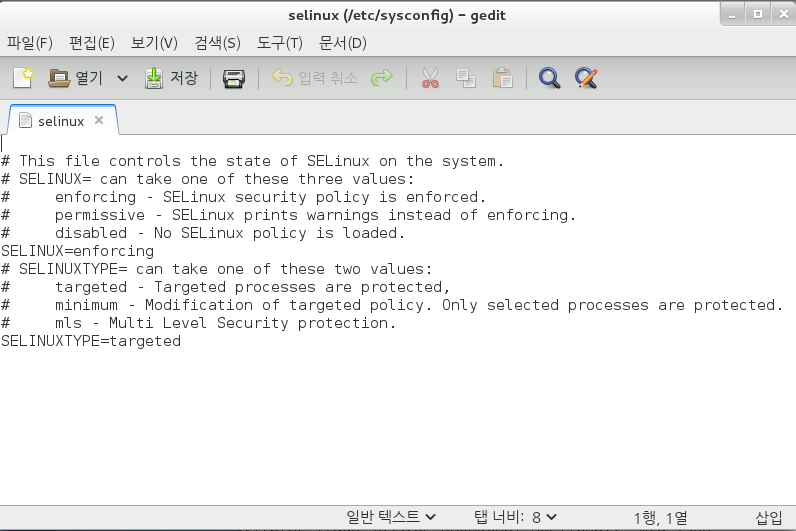 selinux (/etc/sysconfig) – gedit
파일(F) 편집(E) 보기(V) 검색(S) 도구(T) 문서(D)
열기 저장 입력 취소
selinux
# This file controls the state of SELinux on the system.
# SELINUX= can take one of these three values:
#     enforcing - SELinux security policy is enforced.
#     permissive - SELinux prints warnings instead of enforcing.
#     disabled - No SELinux policy is loaded.
SELINUX=enforcing
# SELINUXTYPE= can take one of these two values:
#     targeted - Targeted processes are protected,
#     minimum - Modification of targeted policy. Only selected processes are protected.
#     mls - Multi Level Security protection.
SELINUXTYPE=targeted
일반 텍스트 탭 너비: 8 1행, 1열 삽입